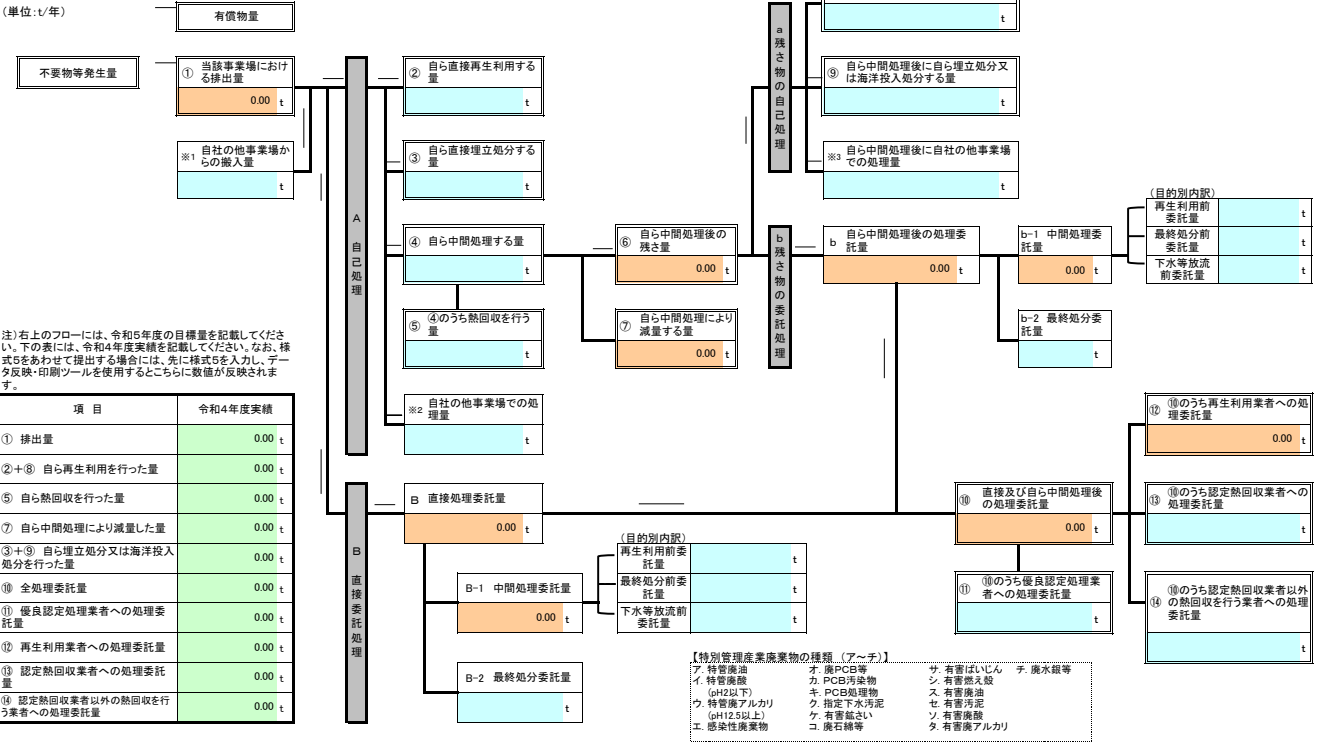 (単位:t/年)
有償物量
t
不要物等発生量
① 当該事業場におけ
る排出量
0.00 t
※1 自社の他事業場か
らの搬入量
t
A 自己処理
② 自ら直接再生利用する
量
t
③ 自ら直接埋立処分する
量
t
④ 自ら中間処理する量
t
⑤ ④のうち熱回収を行う
量
t
※2 自社の他事業場での処
理量
t
⑥ 自ら中間処理後の
残さ量
0.00 t
⑦ 自ら中間処理により
減量する量
0.00 t
a 残さ物の自己処理
⑨ 自ら中間処理後に自ら埋立処分又
は海洋投入処分する量
t
※3 自ら中間処理後に自社の他事業場
での処理量
t
b 残さ物の委託処理
b 自ら中間処理後の処理委
託量
0.00 t
b-1 中間処理委
託量
0.00 t
b-2 最終処分委
託量
t
(目的別内訳)
再生利用前
委託量
t
最終処分前
委託量
t
下水等放流
前委託量
t
注)右上のフローには、令和5年度の目標量を記載してくださ
い。下の表には、令和4年度実績を記載してください。なお、様
式5をあわせて提出する場合には、先に様式5を入力し、デー
タ反映・印刷ツールを使用するとこちらに数値が反映されま
す。
項 目 令和4年度実績
① 排出量 0.00 t
②+⑧ 自ら再生利用を行った量 0.00 t
⑤ 自ら熱回収を行った量 0.00 t
⑦ 自ら中間処理により減量した量 0.00 t
③+⑨ 自ら埋立処分又は海洋投入
処分を行った量 0.00 t
⑩ 全処理委託量 0.00 t
⑪ 優良認定処理業者への処理委
託量 0.00 t
⑫ 再生利用業者への処理委託量 0.00 t
⑬ 認定熱回収業者への処理委託
量 0.00 t
⑭ 認定熱回収業者以外の熱回収を行
う業者への処理委託量 0.00 t
B 直接委託処理
B 直接処理委託量
0.00 t
B-1 中間処理委託量
0.00 t
B-2 最終処分委託量
t
(目的別内訳)
再生利用前委
託量
t
最終処分前委
託量
t
下水等放流前
委託量
t
⑩ 直接及び自ら中間処理後
の処理委託量
0.00 t
⑪ ⑩のうち優良認定処理業
者への処理委託量
t
⑫ ⑩のうち再生利用業者への処
理委託量
0.00 t
⑬ ⑩のうち認定熱回収業者への
処理委託量
t
⑭ ⑩のうち認定熱回収業者以外
の熱回収を行う業者への処理
委託量
t
【特別管理産業廃棄物の種類 (ア~チ)】
ア. 特管廃油 オ. 廃PCB等 サ. 有害ばいじん チ. 廃水銀等
イ. 特管廃酸 カ. PCB汚染物 シ. 有害燃え殻
(pH2以下) キ. PCB処理物 ス. 有害廃油
ウ. 特管廃アルカリ ク. 指定下水汚泥 セ. 有害汚泥
(pH12.5以上) ケ. 有害鉱さい ソ. 有害廃酸
エ. 感染性廃棄物 コ. 廃石綿等 タ. 有害廃アルカリ